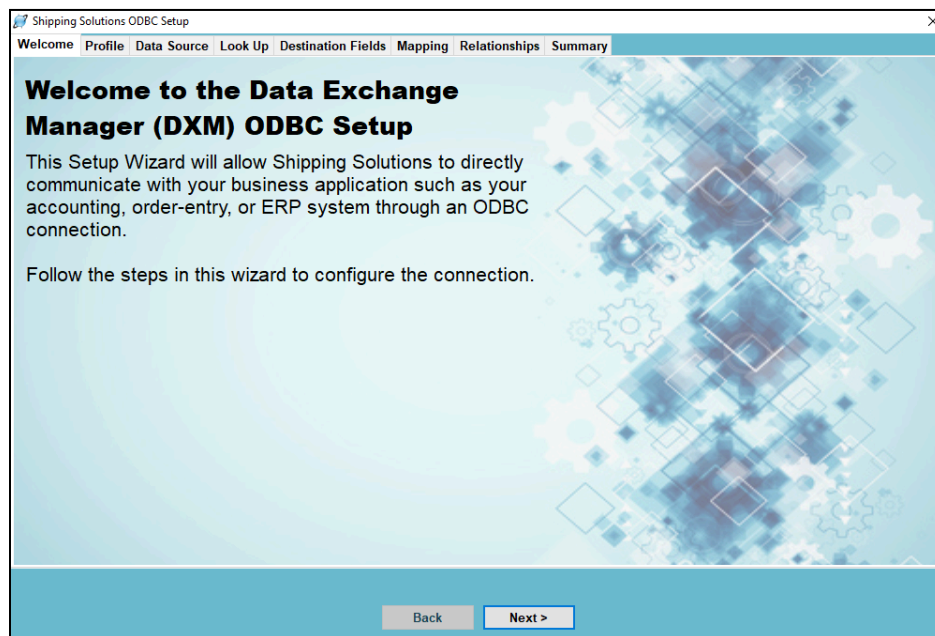 Shipping Solutions ODBC Setup
Welcome Profile Data Source Look Up Destination Fields Mapping Relationships Summary
Welcome to the Data Exchange
Manager (DXM) ODBC Setup
This Setup Wizard will allow Shipping Solutions to directly
communicate with your business application such as your
accounting, order-entry, or ERP system through an ODBC
connection.
Follow the steps in this wizard to configure the connection.
Back Next >